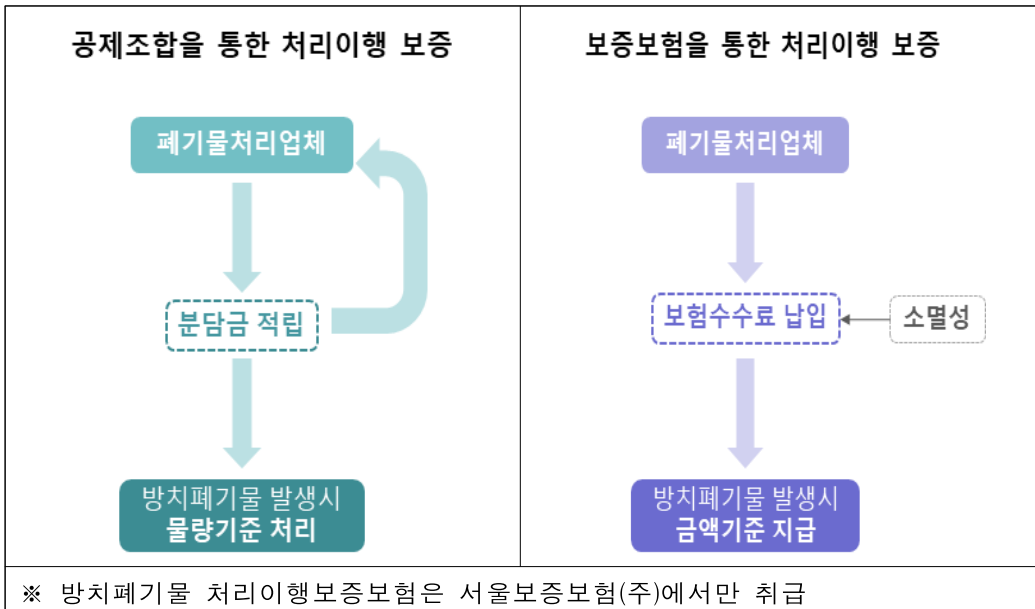 공제조합을 통한 처리이행 보증
폐기물처리업체
분담금 적립
방치폐기물 발생시
물량기준 처리
보증보험을 통한 처리이행 보증
폐기물처리업체
보험수수료 납입
소멸성
방치폐기물 발생시
금액기준 지급
※ 방치폐기물 처리이행보증보험은 서울보증보험(주)에서만 취급